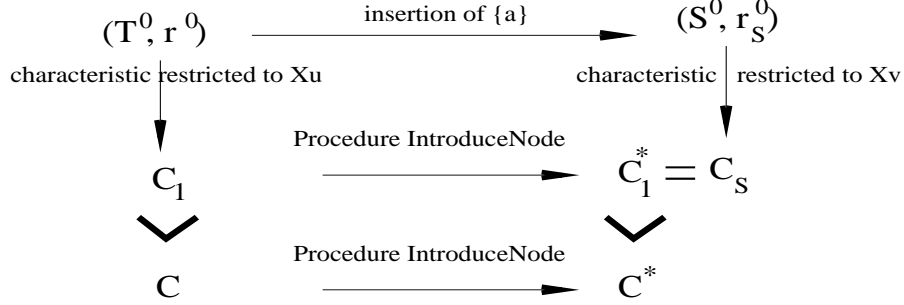 insertion of {a}
(T⁰, r⁰) (S⁰, r_S⁰)
characteristic restricted to Xu characteristic restricted to Xv
Procedure IntroduceNode
C₁ C₁* = C_S
Procedure IntroduceNode
C C*